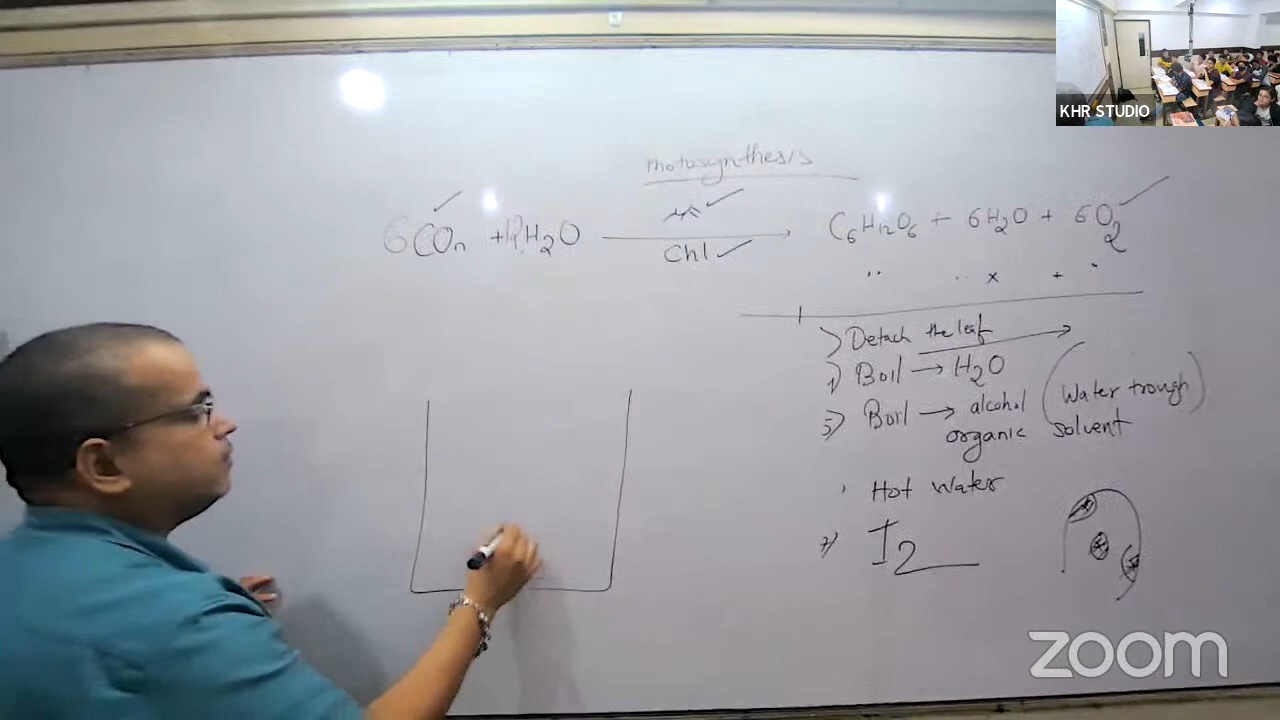 KHR STUDIO
Photosynthesis
6CO₂ + 12H₂O → C₆H₁₂O₆ + 6H₂O + 6O₂
Chl
Detach the leaf
Boil → H₂O
Boil → alcohol (Water trough)
organic solvent
Hot Water
I₂
zoom